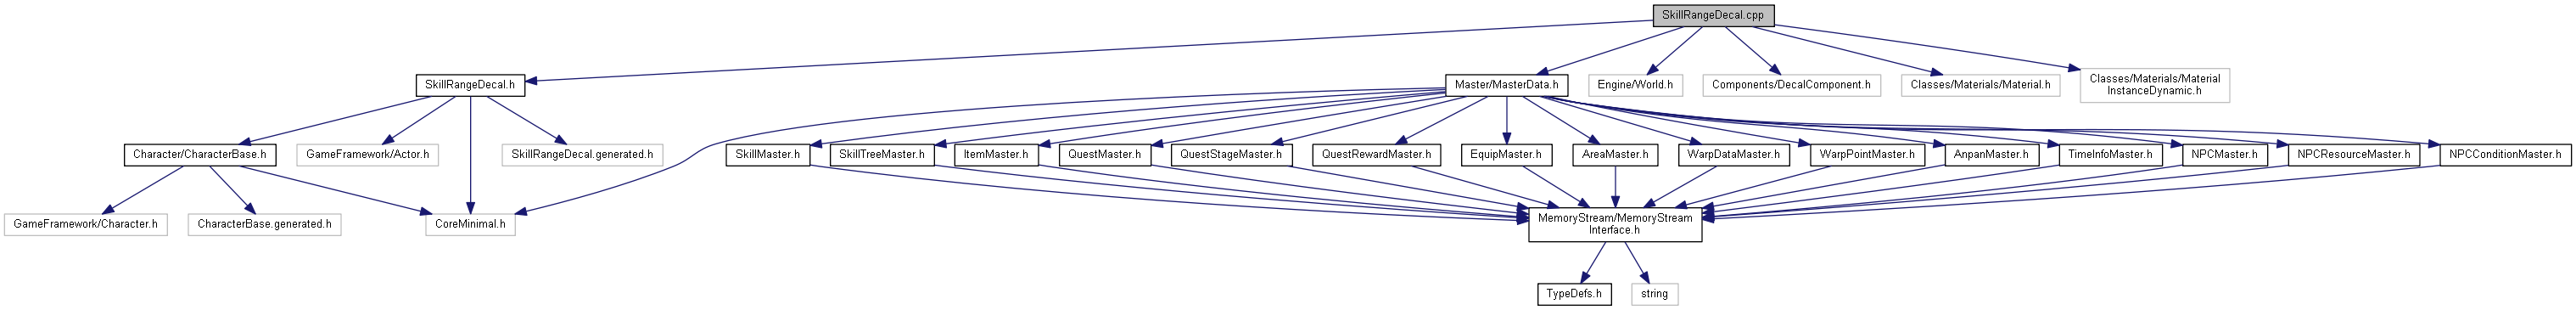 SkillRangeDecal.cpp
SkillRangeDecal.h
Master/MasterData.h
Engine/World.h
Components/DecalComponent.h
Classes/Materials/Material.h
Classes/Materials/Material
InstanceDynamic.h
Character/CharacterBase.h
GameFramework/Actor.h
SkillRangeDecal.generated.h
SkillMaster.h
SkillTreeMaster.h
ItemMaster.h
QuestMaster.h
QuestStageMaster.h
QuestRewardMaster.h
EquipMaster.h
AreaMaster.h
WarpDataMaster.h
WarpPointMaster.h
AnpanMaster.h
TimeInfoMaster.h
NPCMaster.h
NPCResourceMaster.h
NPCConditionMaster.h
GameFramework/Character.h
CharacterBase.generated.h
CoreMinimal.h
MemoryStream/MemoryStream
Interface.h
TypeDefs.h
string